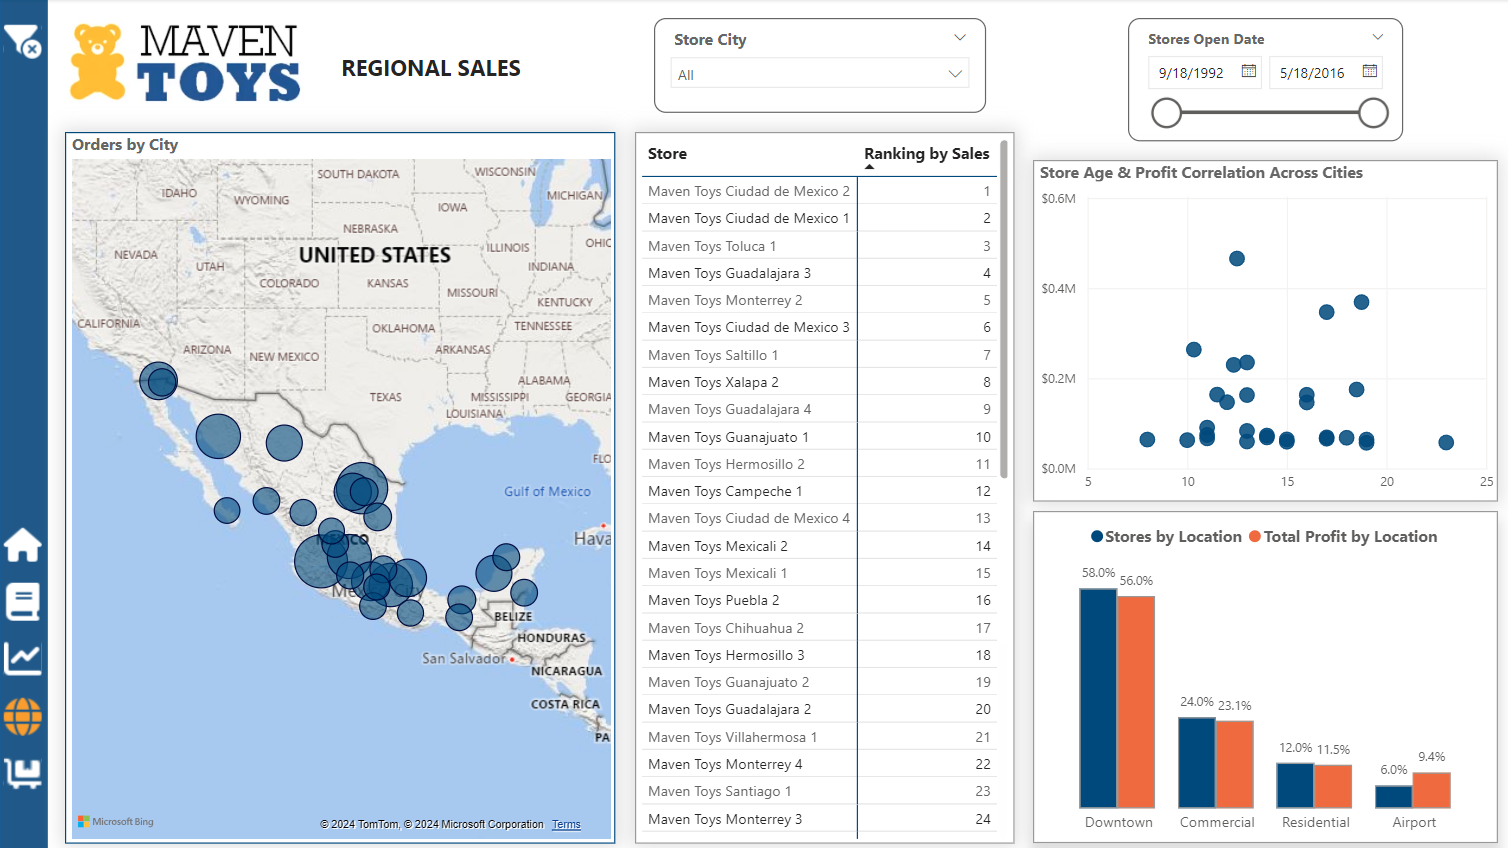 MAVEN
TOYS
REGIONAL SALES
Store City
All
Stores Open Date
9/18/1992
5/18/2016
Orders by City
SOUTH DAKOTA
WISCONSIN
IDAHO
WYOMING
MICHIGAN
IOWA
NEBRASKA
NEVADA
UNITED STATES
ILLINOIS
OHIO
UTAH
INDIANA
COLORADO
KANSAS
MISSOURI
KENTUCKY
CALIFORNIA
OKLAHOMA
TENNESSEE
ARIZONA
NEW MEXICO
ARKANSAS
ALABAMA
TEXAS
MISSISSIPPI
GEORGIA
LOUISIANA
FLO
Gulf of Mexico
Hava
BELIZE
HONDURAS
San Salvador
NICARAGUA
COSTA RICA
PA
Microsoft Bing
© 2024 TomTom, © 2024 Microsoft Corporation Terms
Store Ranking by Sales
Maven Toys Ciudad de Mexico 2 1
Maven Toys Ciudad de Mexico 1 2
Maven Toys Toluca 1 3
Maven Toys Guadalajara 3 4
Maven Toys Monterrey 2 5
Maven Toys Ciudad de Mexico 3 6
Maven Toys Saltillo 1 7
Maven Toys Xalapa 2 8
Maven Toys Guadalajara 4 9
Maven Toys Guanajuato 1 10
Maven Toys Hermosillo 2 11
Maven Toys Campeche 1 12
Maven Toys Ciudad de Mexico 4 13
Maven Toys Mexicali 2 14
Maven Toys Mexicali 1 15
Maven Toys Puebla 2 16
Maven Toys Chihuahua 2 17
Maven Toys Hermosillo 3 18
Maven Toys Guanajuato 2 19
Maven Toys Guadalajara 2 20
Maven Toys Villahermosa 1 21
Maven Toys Monterrey 4 22
Maven Toys Santiago 1 23
Maven Toys Monterrey 3 24
Store Age & Profit Correlation Across Cities
$0.6M
$0.4M
$0.2M
$0.0M
5 10 15 20 25
Stores by Location Total Profit by Location
58.0% 56.0%
24.0% 23.1%
12.0% 11.5%
6.0% 9.4%
Downtown Commercial Residential Airport